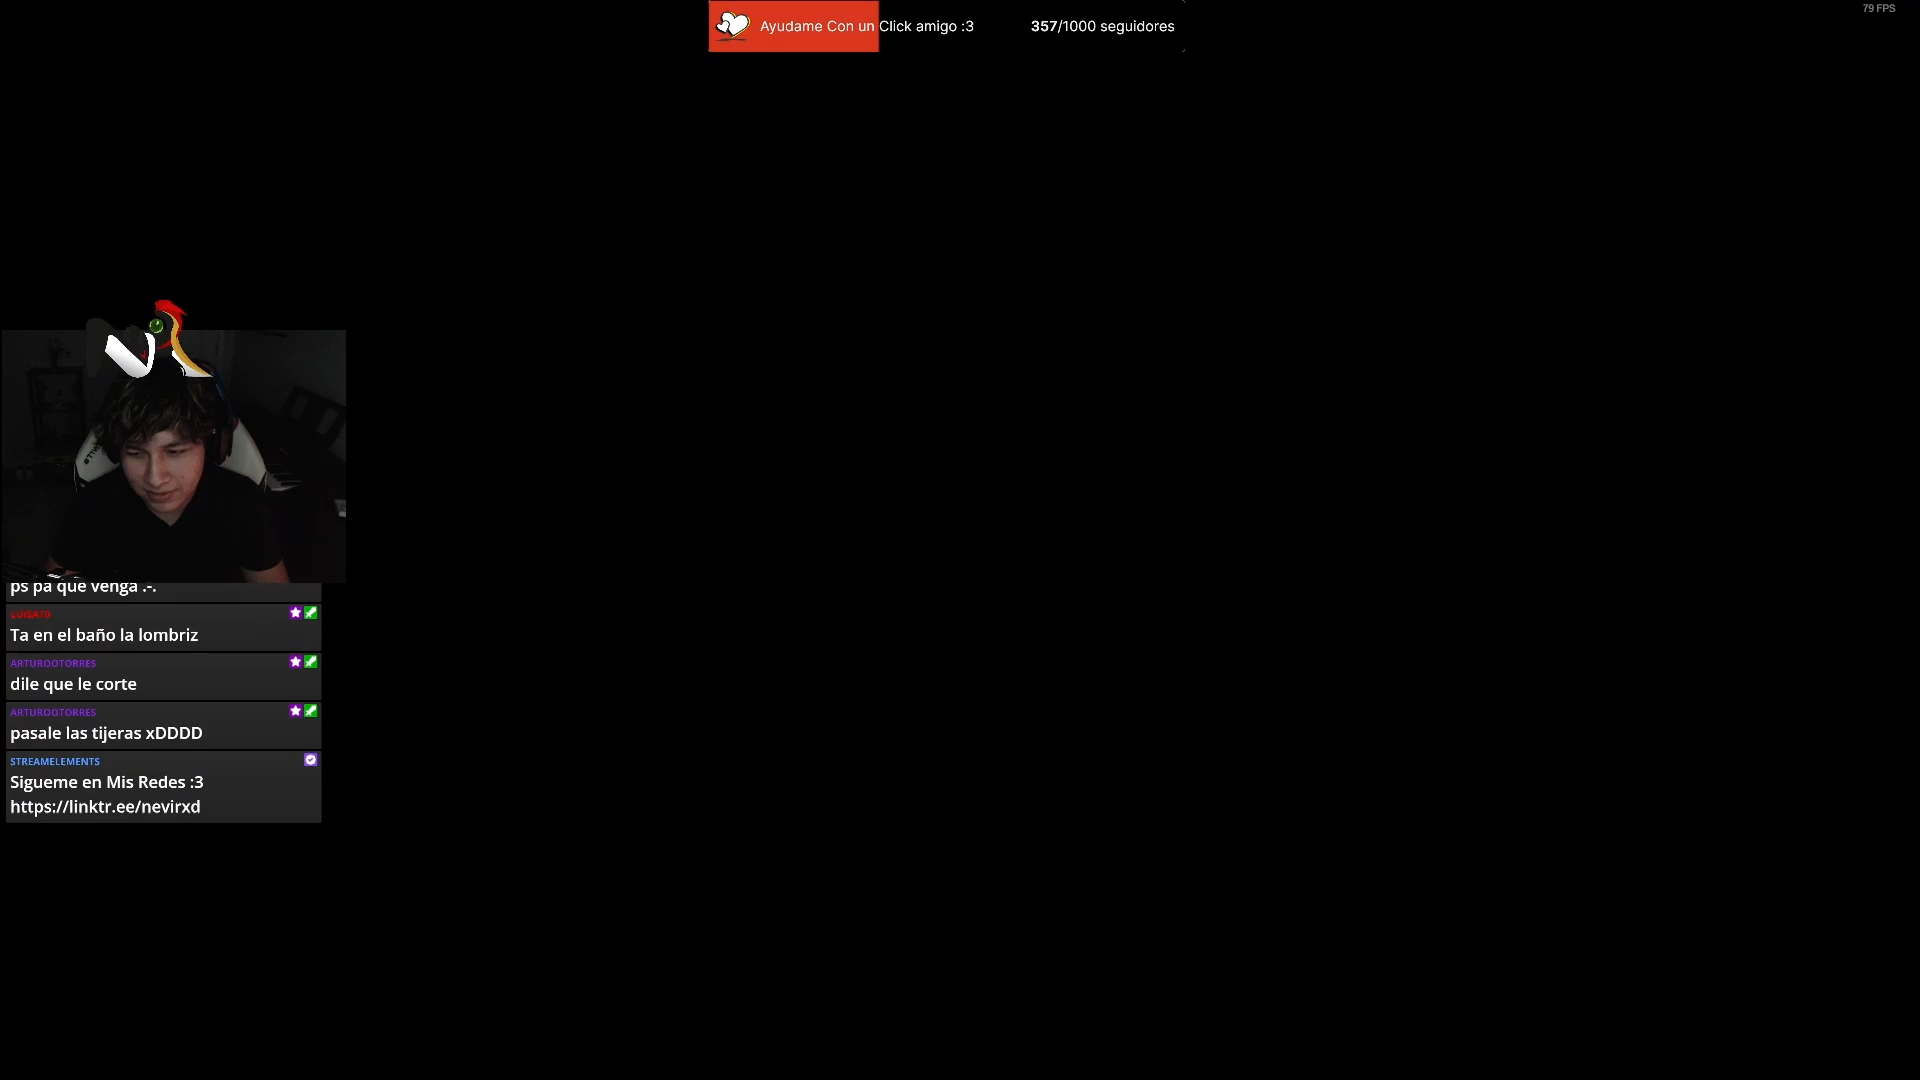 Ayudame Con un Click amigo :3
357/1000 seguidores
79 FPS
ps pa que venga .-.
LUISAT0
Ta en el baño la lombriz
ARTUROOTORRES
dile que le corte
ARTUROOTORRES
pasale las tijeras xDDDD
STREAMELEMENTS
Sigueme en Mis Redes :3
https://linktr.ee/nevirxd